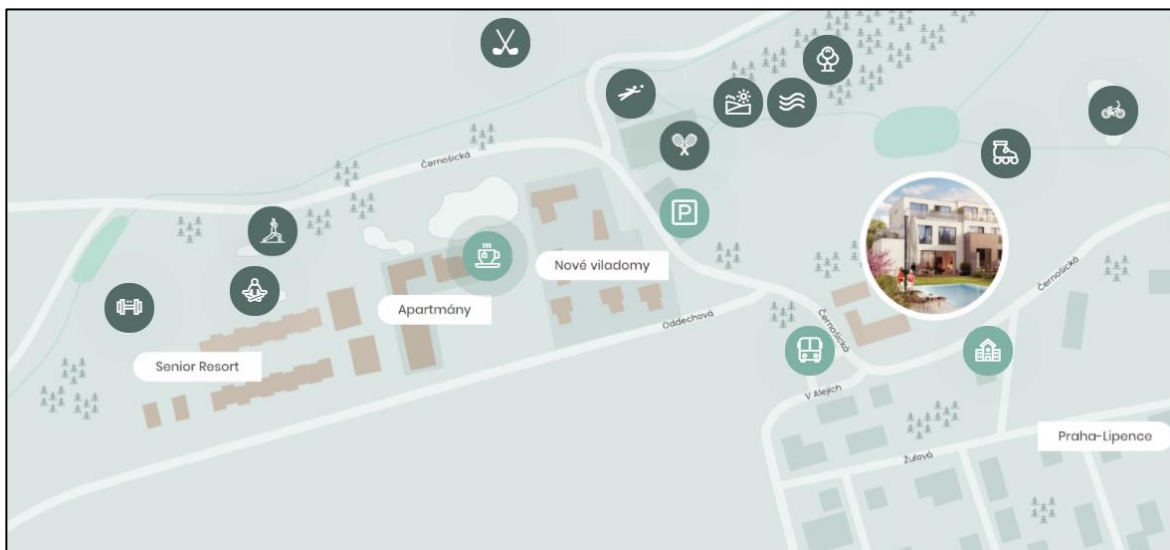 Černošická
Nové viladomy
Apartmány
Oddechová
Senior Resort
Černošická
Černošická
V Alejích
Praha-Lipence
Žulová
P